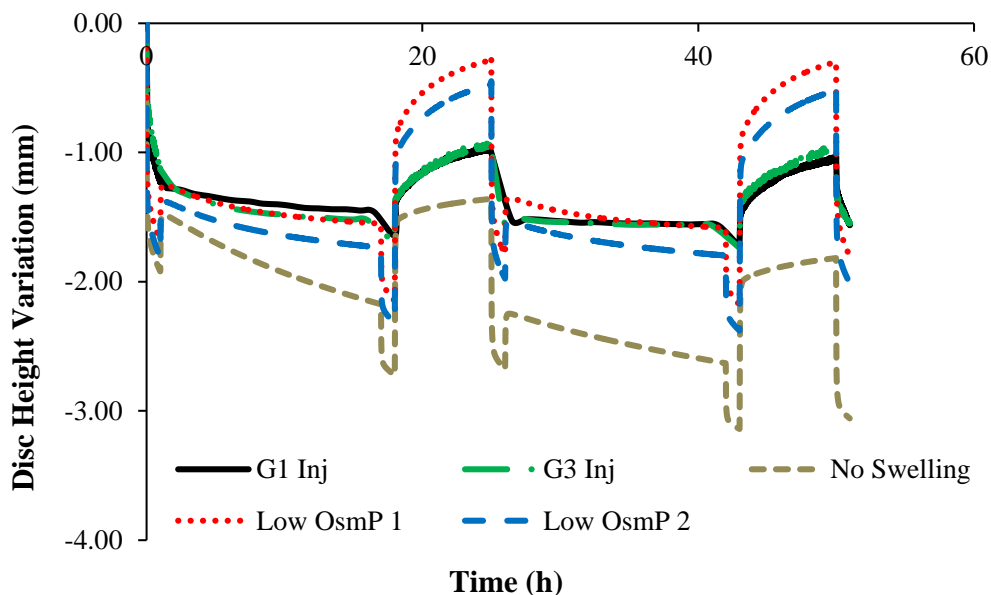 0.00
0 20 40 60
-1.00
-2.00
-3.00
-4.00
Disc Height Variation (mm)
G1 Inj G3 Inj No Swelling
Low OsmP 1 Low OsmP 2
Time (h)